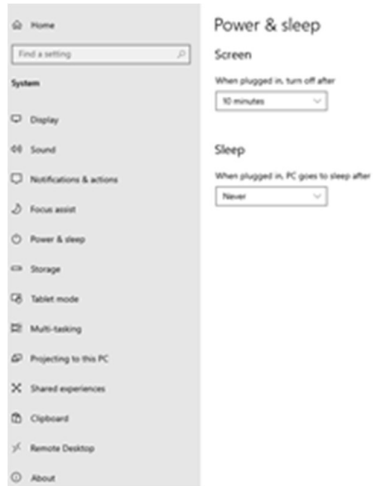 Home
Find a setting
System
Display
Sound
Notifications & actions
Focus assist
Power & sleep
Storage
Tablet mode
Multi-tasking
Projecting to this PC
Shared experiences
Clipboard
Remote Desktop
About
Power & sleep
Screen
When plugged in, turn off after
10 minutes
Sleep
When plugged in, PC goes to sleep after
Never